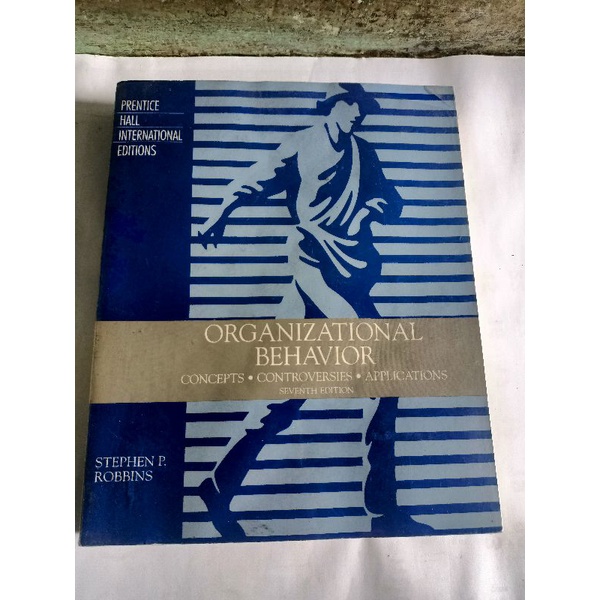 PRENTICE
HALL
INTERNATIONAL
EDITIONS
ORGANIZATIONAL
BEHAVIOR
CONCEPTS • CONTROVERSIES • APPLICATIONS
SEVENTH EDITION
STEPHEN P.
ROBBINS